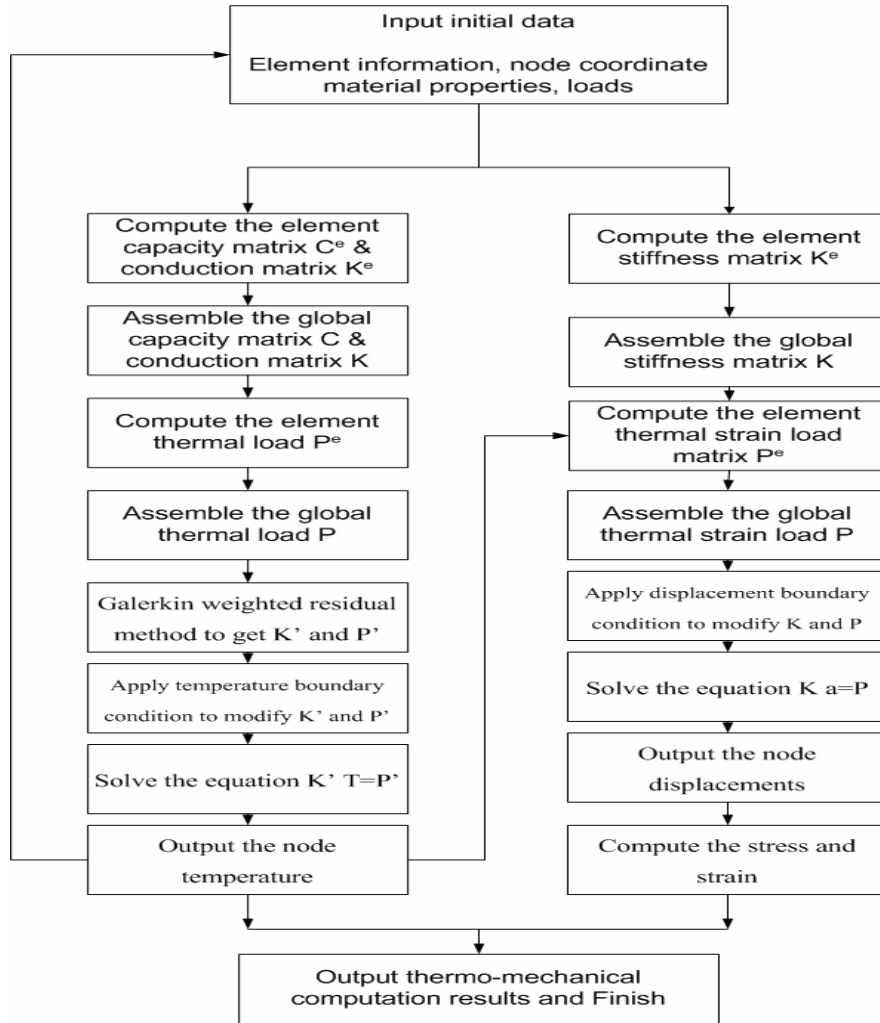 Input initial data
Element information, node coordinate
material properties, loads
Compute the element
capacity matrix Cᵉ &
conduction matrix Kᵉ
Assemble the global
capacity matrix C &
conduction matrix K
Compute the element
thermal load Pᵉ
Assemble the global
thermal load P
Galerkin weighted residual
method to get K’ and P’
Apply temperature boundary
condition to modify K’ and P’
Solve the equation K’ T=P’
Output the node
temperature
Compute the element
stiffness matrix Kᵉ
Assemble the global
stiffness matrix K
Compute the element
thermal strain load
matrix Pᵉ
Assemble the global
thermal strain load P
Apply displacement boundary
condition to modify K and P
Solve the equation K a=P
Output the node
displacements
Compute the stress and
strain
Output thermo-mechanical
computation results and Finish